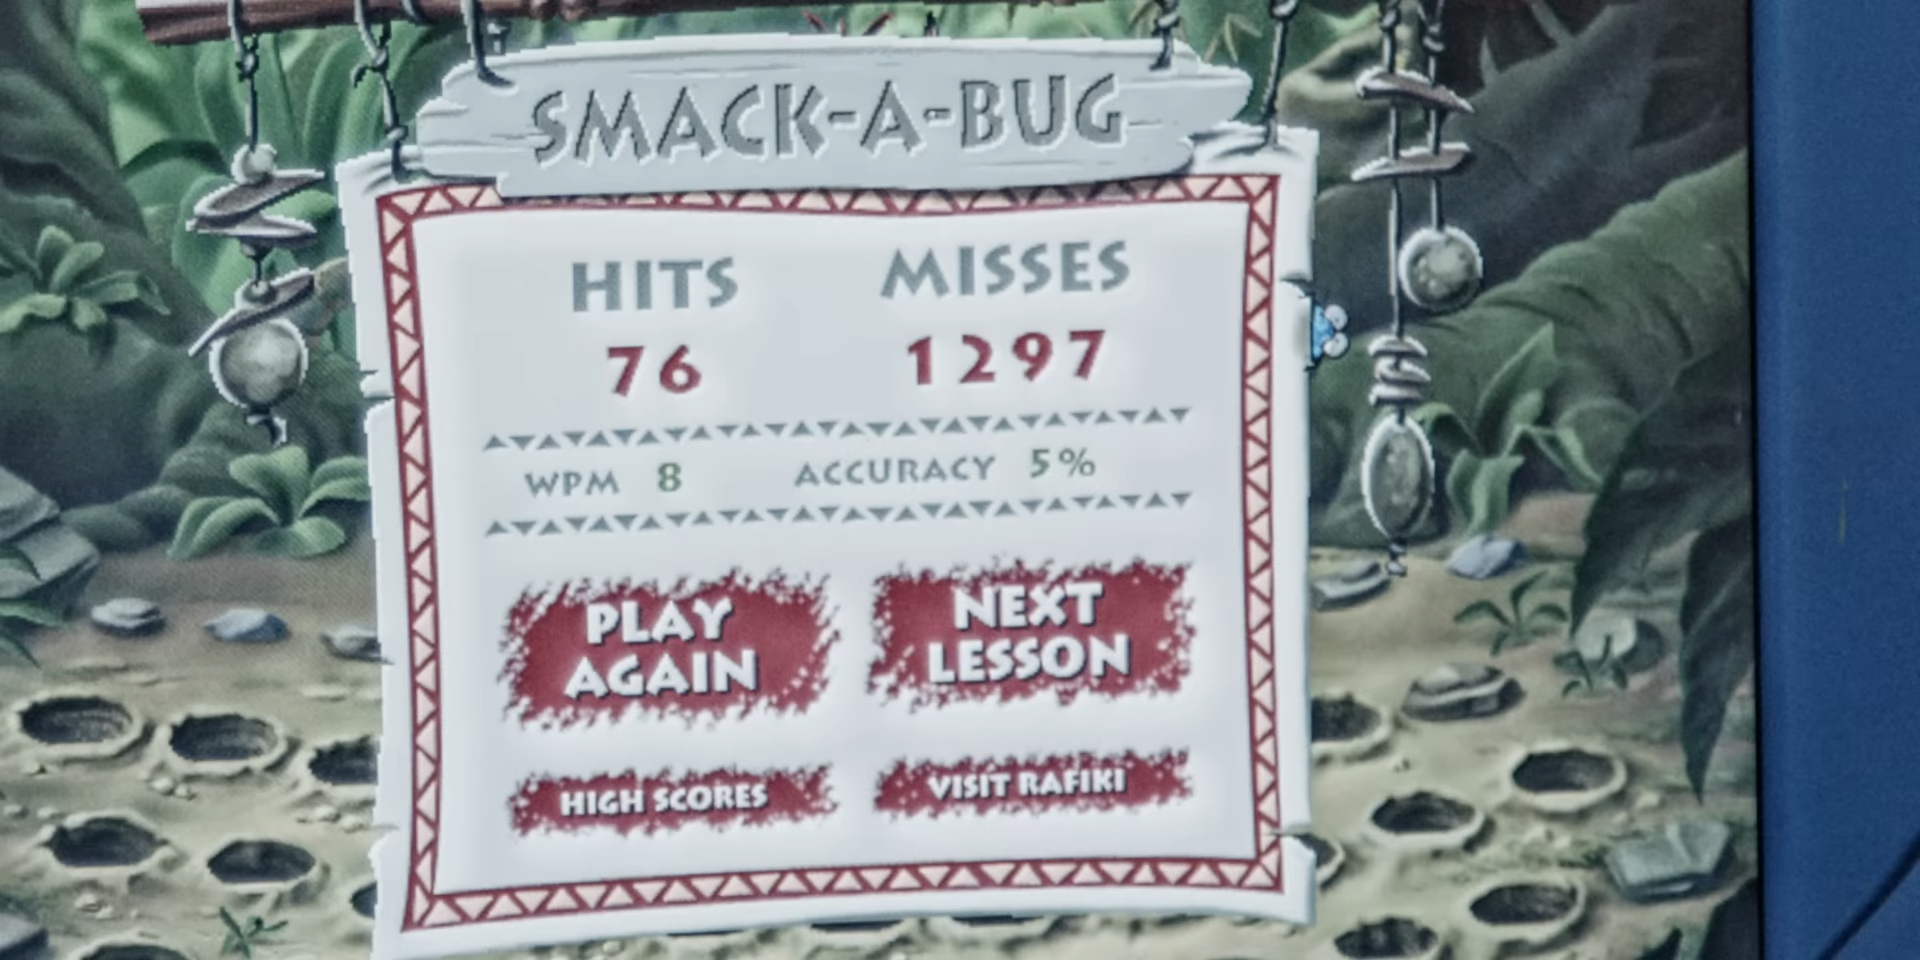 SMACK-A-BUG
HITS MISSES
76 1297
WPM 8 ACCURACY 5%
PLAY AGAIN
NEXT LESSON
HIGH SCORES
VISIT RAFIKI